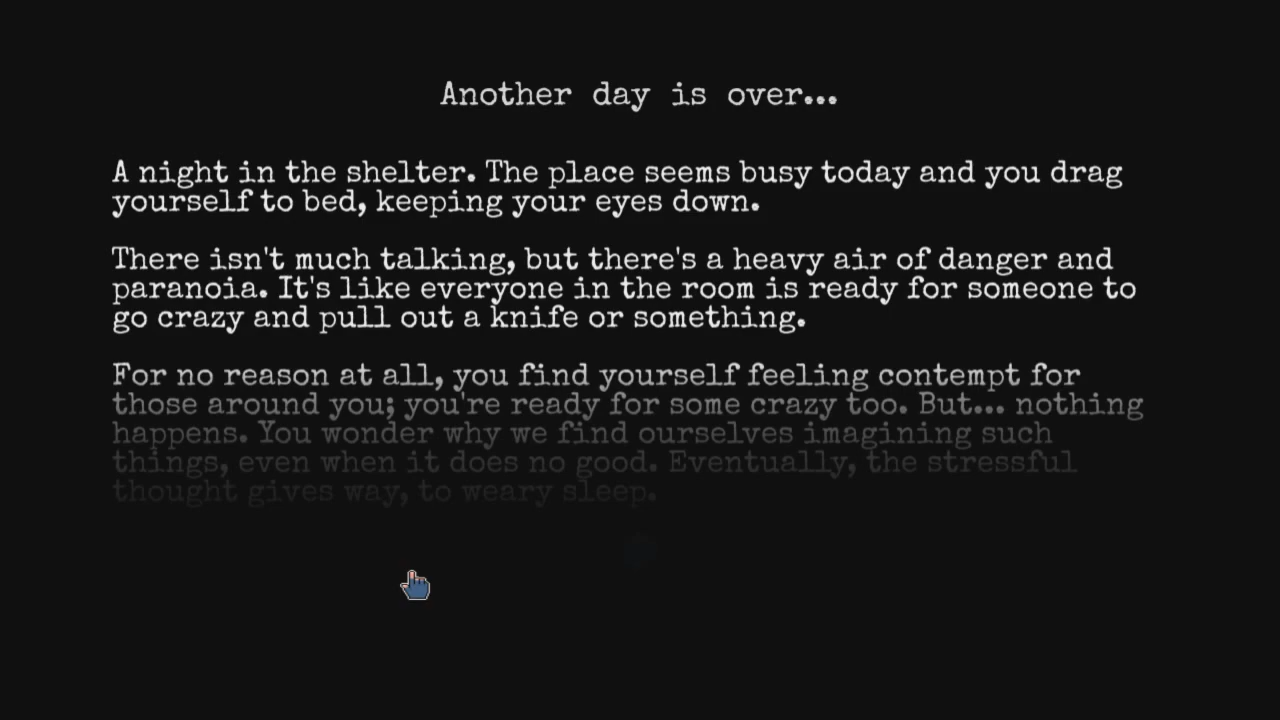 Another day is over...
A night in the shelter. The place seems busy today and you drag
yourself to bed, keeping your eyes down.
There isn't much talking, but there's a heavy air of danger and
paranoia. It's like everyone in the room is ready for someone to
go crazy and pull out a knife or something.
For no reason at all, you find yourself feeling contempt for
those around you; you're ready for some crazy too. But... nothing
happens. You wonder why we find ourselves imagining such
things, even when it does no good. Eventually, the stressful
thought gives way, to weary sleep.